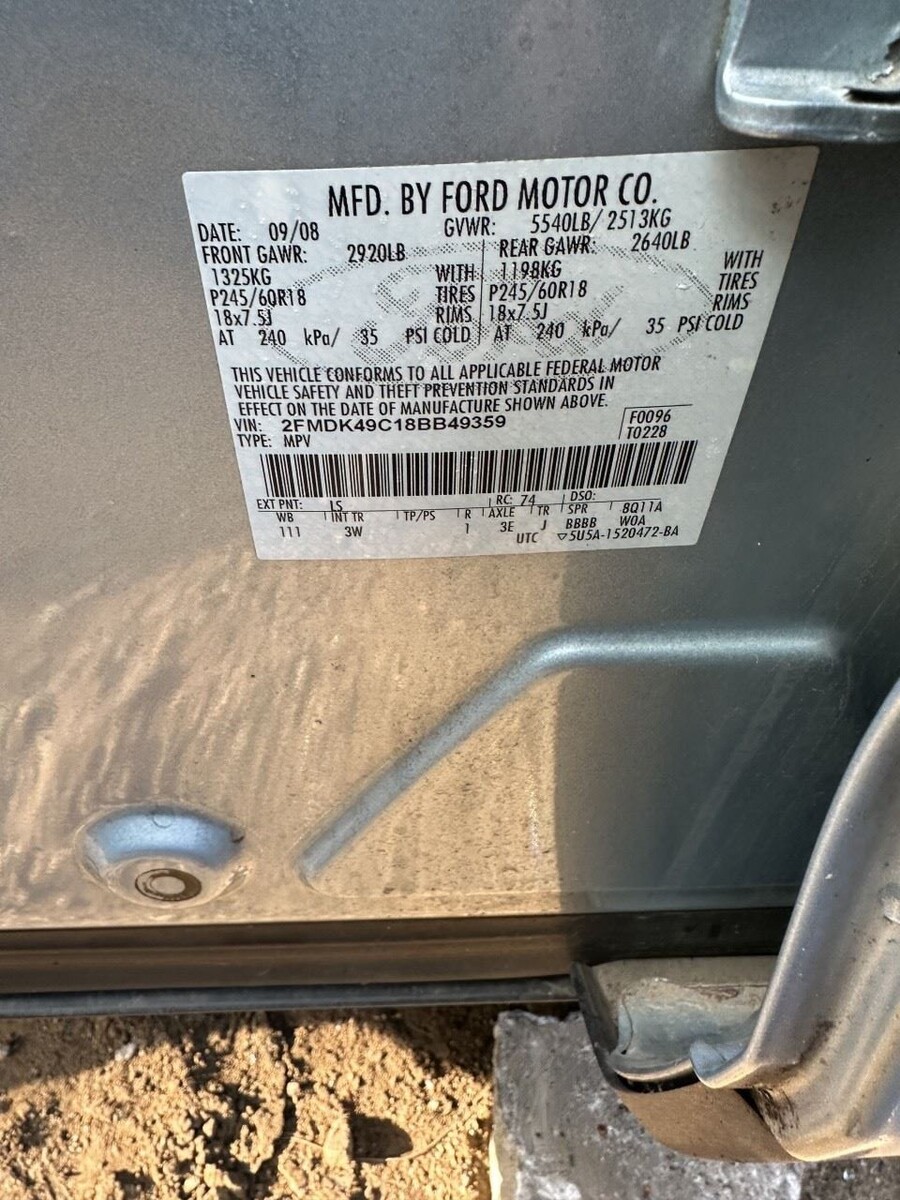 MFD. BY FORD MOTOR CO.
DATE: 09/08 GVWR: 5540LB/ 2513KG
FRONT GAWR: 2920LB REAR GAWR: 2640LB
1325KG WITH 1198KG WITH
P245/60R18 TIRES P245/60R18 TIRES
18x7.5J RIMS 18x7.5J RIMS
AT 240 kPa/ 35 PSI COLD AT 240 kPa/ 35 PSI COLD
THIS VEHICLE CONFORMS TO ALL APPLICABLE FEDERAL MOTOR
VEHICLE SAFETY AND THEFT PREVENTION STANDARDS IN
EFFECT ON THE DATE OF MANUFACTURE SHOWN ABOVE.
VIN: 2FMDK49C18BB49359 F0096
TYPE: MPV T0228
EXT PNT: LS RC: 74 DSO:
WB INT TR TP/PS R AXLE TR SPR 8Q11A
111 3W 1 3E J BBBB W0A
UTC ▽5U5A-1520472-BA